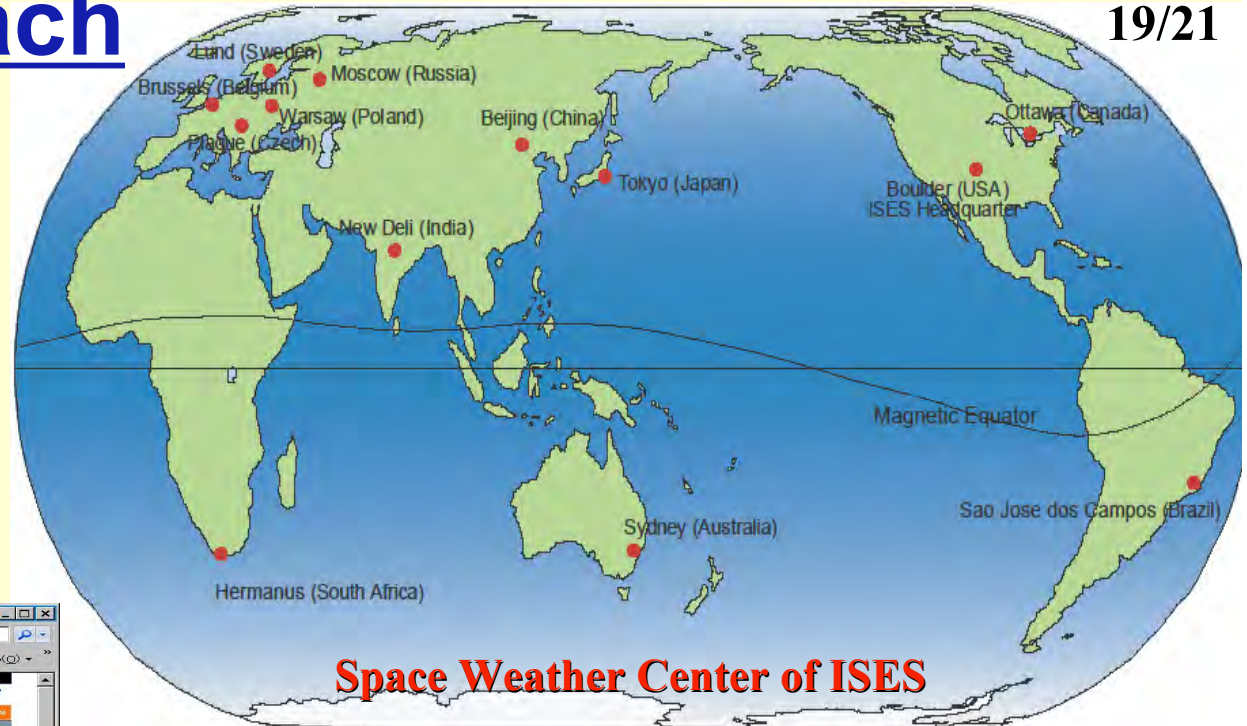 ach
19/21
Lund (Sweden)
Moscow (Russia)
Brussels (Belgium)
Warsaw (Poland)
Plague (Czech)
Beijing (China)
Tokyo (Japan)
New Deli (India)
Ottawa (Canada)
Boulder (USA)
ISES Headquarter
Magnetic Equator
Sao Jose dos Campos (Brazil)
Sydney (Australia)
Hermanus (South Africa)
Space Weather Center of ISES